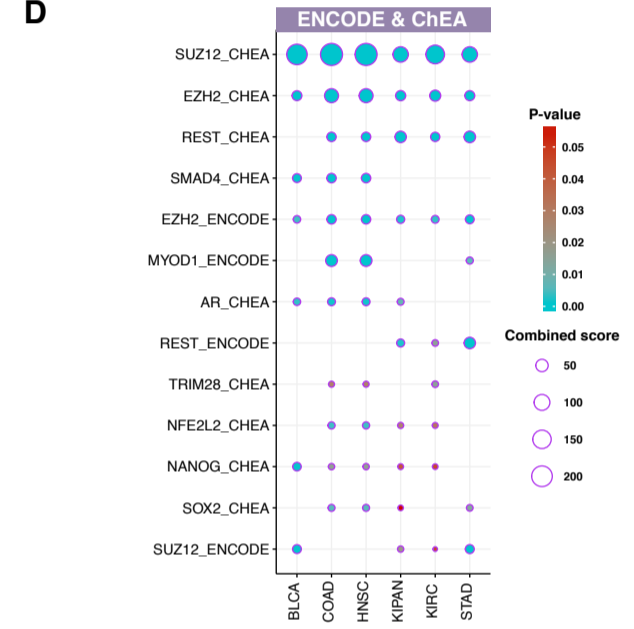 D
ENCODE & ChEA
SUZ12_CHEA
EZH2_CHEA
REST_CHEA
SMAD4_CHEA
EZH2_ENCODE
MYOD1_ENCODE
AR_CHEA
REST_ENCODE
TRIM28_CHEA
NFE2L2_CHEA
NANOG_CHEA
SOX2_CHEA
SUZ12_ENCODE
BLCA
COAD
HNSC
KIPAN
KIRC
STAD
P-value
0.05
0.04
0.03
0.02
0.01
0.00
Combined score
50
100
150
200